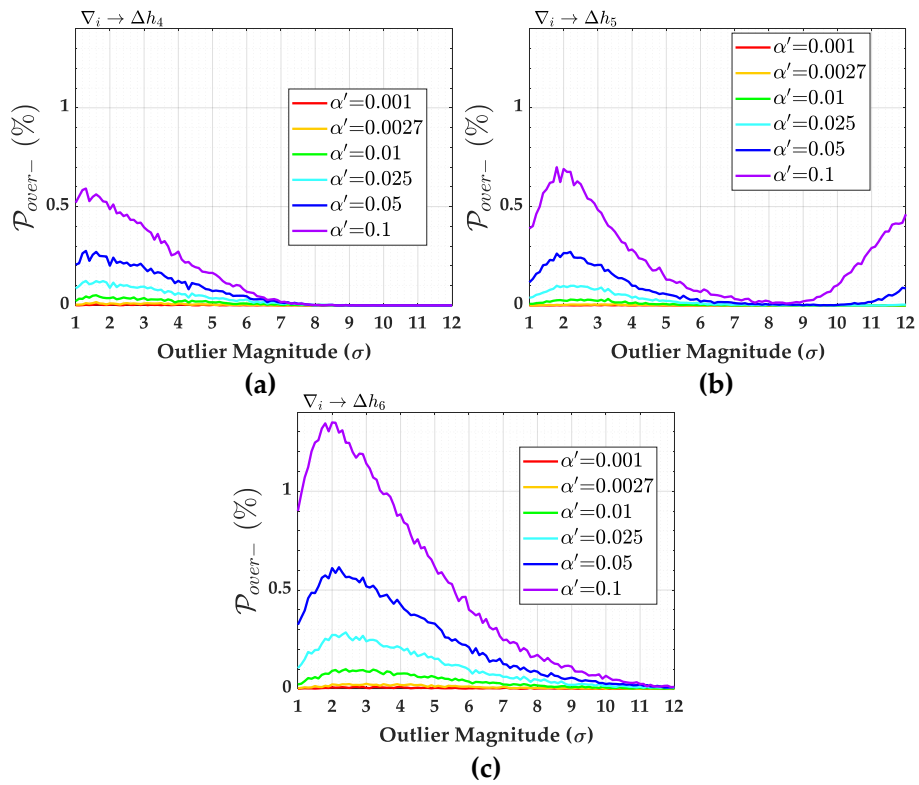 ∇ᵢ → Δh₄
𝒫ₒᵥₑᵣ₋ (%)
1
0.5
0
α′=0.001
α′=0.0027
α′=0.01
α′=0.025
α′=0.05
α′=0.1
1 2 3 4 5 6 7 8 9 10 11 12
Outlier Magnitude (σ)
(a)
∇ᵢ → Δh₅
𝒫ₒᵥₑᵣ₋ (%)
1
0.5
0
α′=0.001
α′=0.0027
α′=0.01
α′=0.025
α′=0.05
α′=0.1
1 2 3 4 5 6 7 8 9 10 11 12
Outlier Magnitude (σ)
(b)
∇ᵢ → Δh₆
𝒫ₒᵥₑᵣ₋ (%)
1
0.5
0
α′=0.001
α′=0.0027
α′=0.01
α′=0.025
α′=0.05
α′=0.1
1 2 3 4 5 6 7 8 9 10 11 12
Outlier Magnitude (σ)
(c)